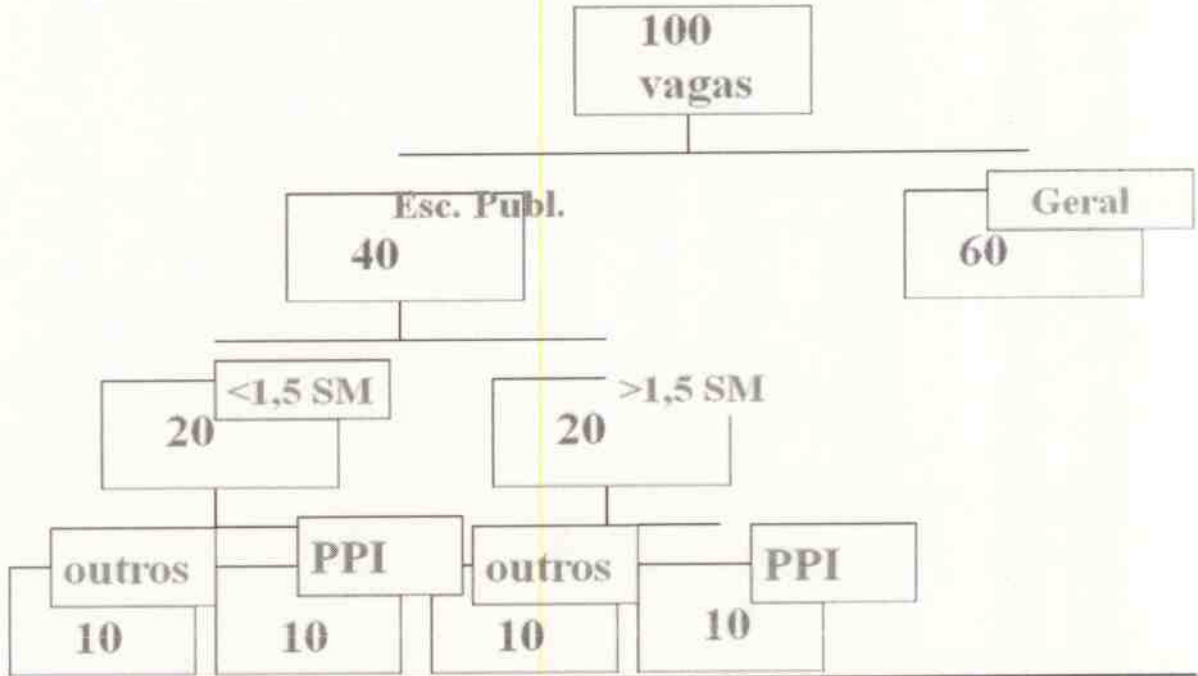 100
vagas
Esc. Publ.
40
Geral
60
<1,5 SM
20
>1,5 SM
20
outros
10
PPI
10
outros
10
PPI
10